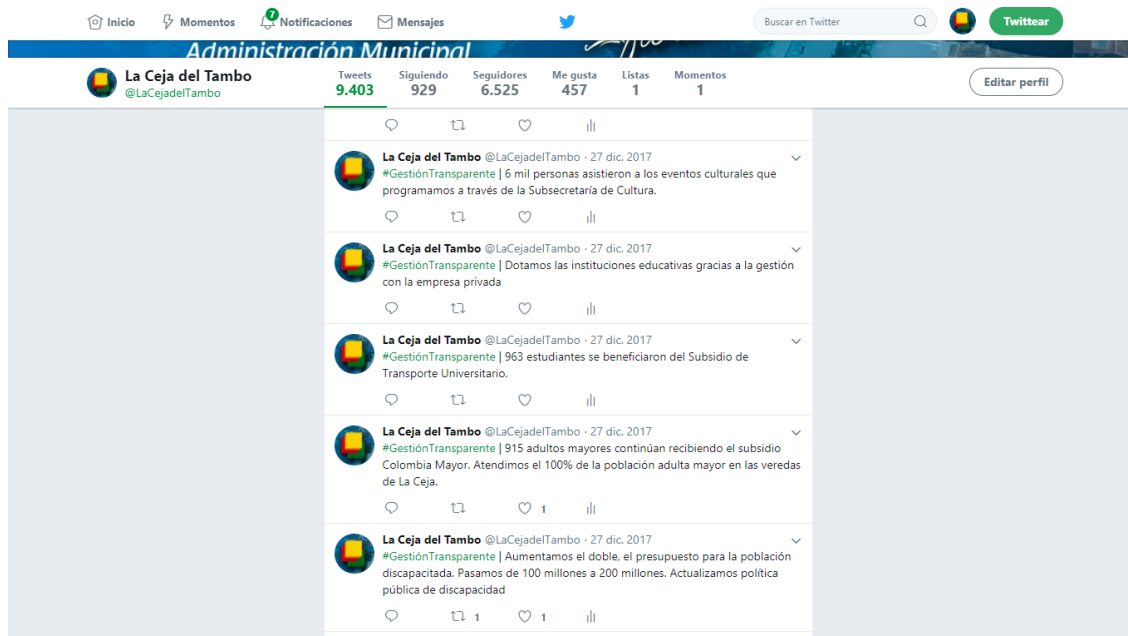 Inicio Momentos 7 Notificaciones Mensajes Buscar en Twitter Twittear
Administración Municipal
La Ceja del Tambo
@LaCejadelTambo
Tweets Siguiendo Seguidores Me gusta Listas Momentos
9.403 929 6.525 457 1 1
Editar perfil
La Ceja del Tambo @LaCejadelTambo · 27 dic. 2017
#GestiónTransparente | 6 mil personas asistieron a los eventos culturales que
programamos a través de la Subsecretaría de Cultura.
La Ceja del Tambo @LaCejadelTambo · 27 dic. 2017
#GestiónTransparente | Dotamos las instituciones educativas gracias a la gestión
con la empresa privada
La Ceja del Tambo @LaCejadelTambo · 27 dic. 2017
#GestiónTransparente | 963 estudiantes se beneficiaron del Subsidio de
Transporte Universitario.
La Ceja del Tambo @LaCejadelTambo · 27 dic. 2017
#GestiónTransparente | 915 adultos mayores continúan recibiendo el subsidio
Colombia Mayor. Atendimos el 100% de la población adulta mayor en las veredas
de La Ceja.
1
La Ceja del Tambo @LaCejadelTambo · 27 dic. 2017
#GestiónTransparente | Aumentamos el doble, el presupuesto para la población
discapacitada. Pasamos de 100 millones a 200 millones. Actualizamos política
pública de discapacidad
1 1